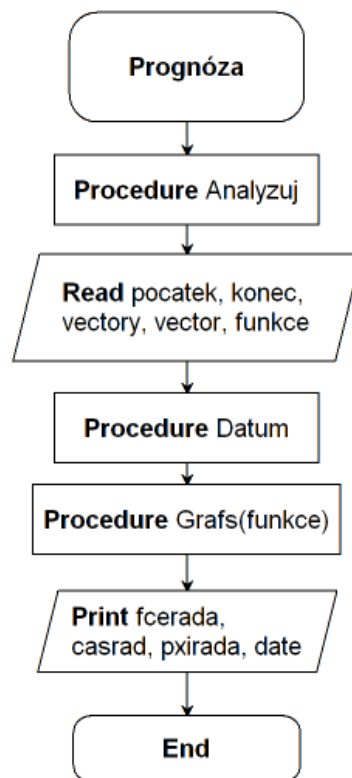 Prognóza
Procedure Analyzuj
Read pocatek, konec,
vectory, vector, funkce
Procedure Datum
Procedure Grafs(funkce)
Print fcerada,
casrad, pxirada, date
End